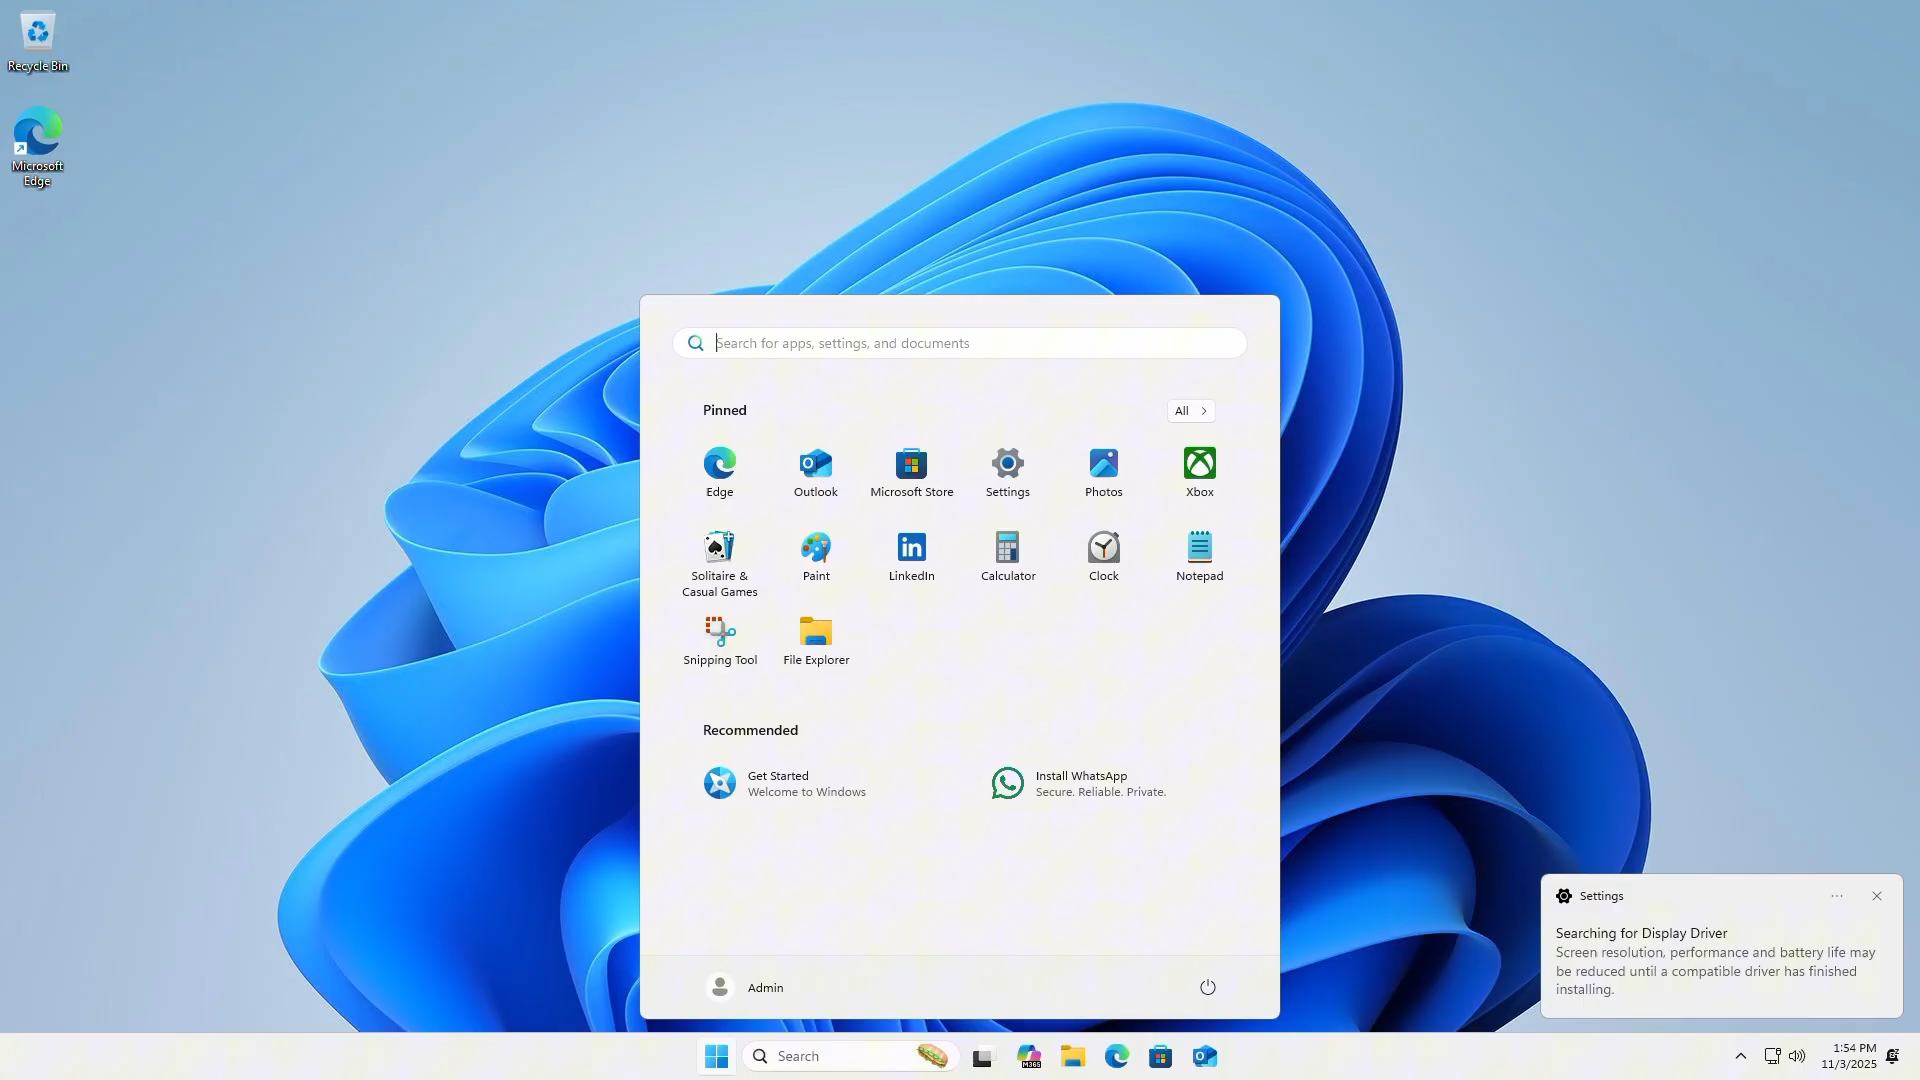 Recycle Bin
Microsoft
Edge
Search for apps, settings, and documents
Pinned
All
Edge
Outlook
Microsoft Store
Settings
Photos
Xbox
Solitaire &
Casual Games
Paint
LinkedIn
Calculator
Clock
Notepad
Snipping Tool
File Explorer
Recommended
Get Started
Welcome to Windows
Install WhatsApp
Secure. Reliable. Private.
Admin
Settings
Searching for Display Driver
Screen resolution, performance and battery life may
be reduced until a compatible driver has finished
installing.
Search
M365
1:54 PM
11/3/2025